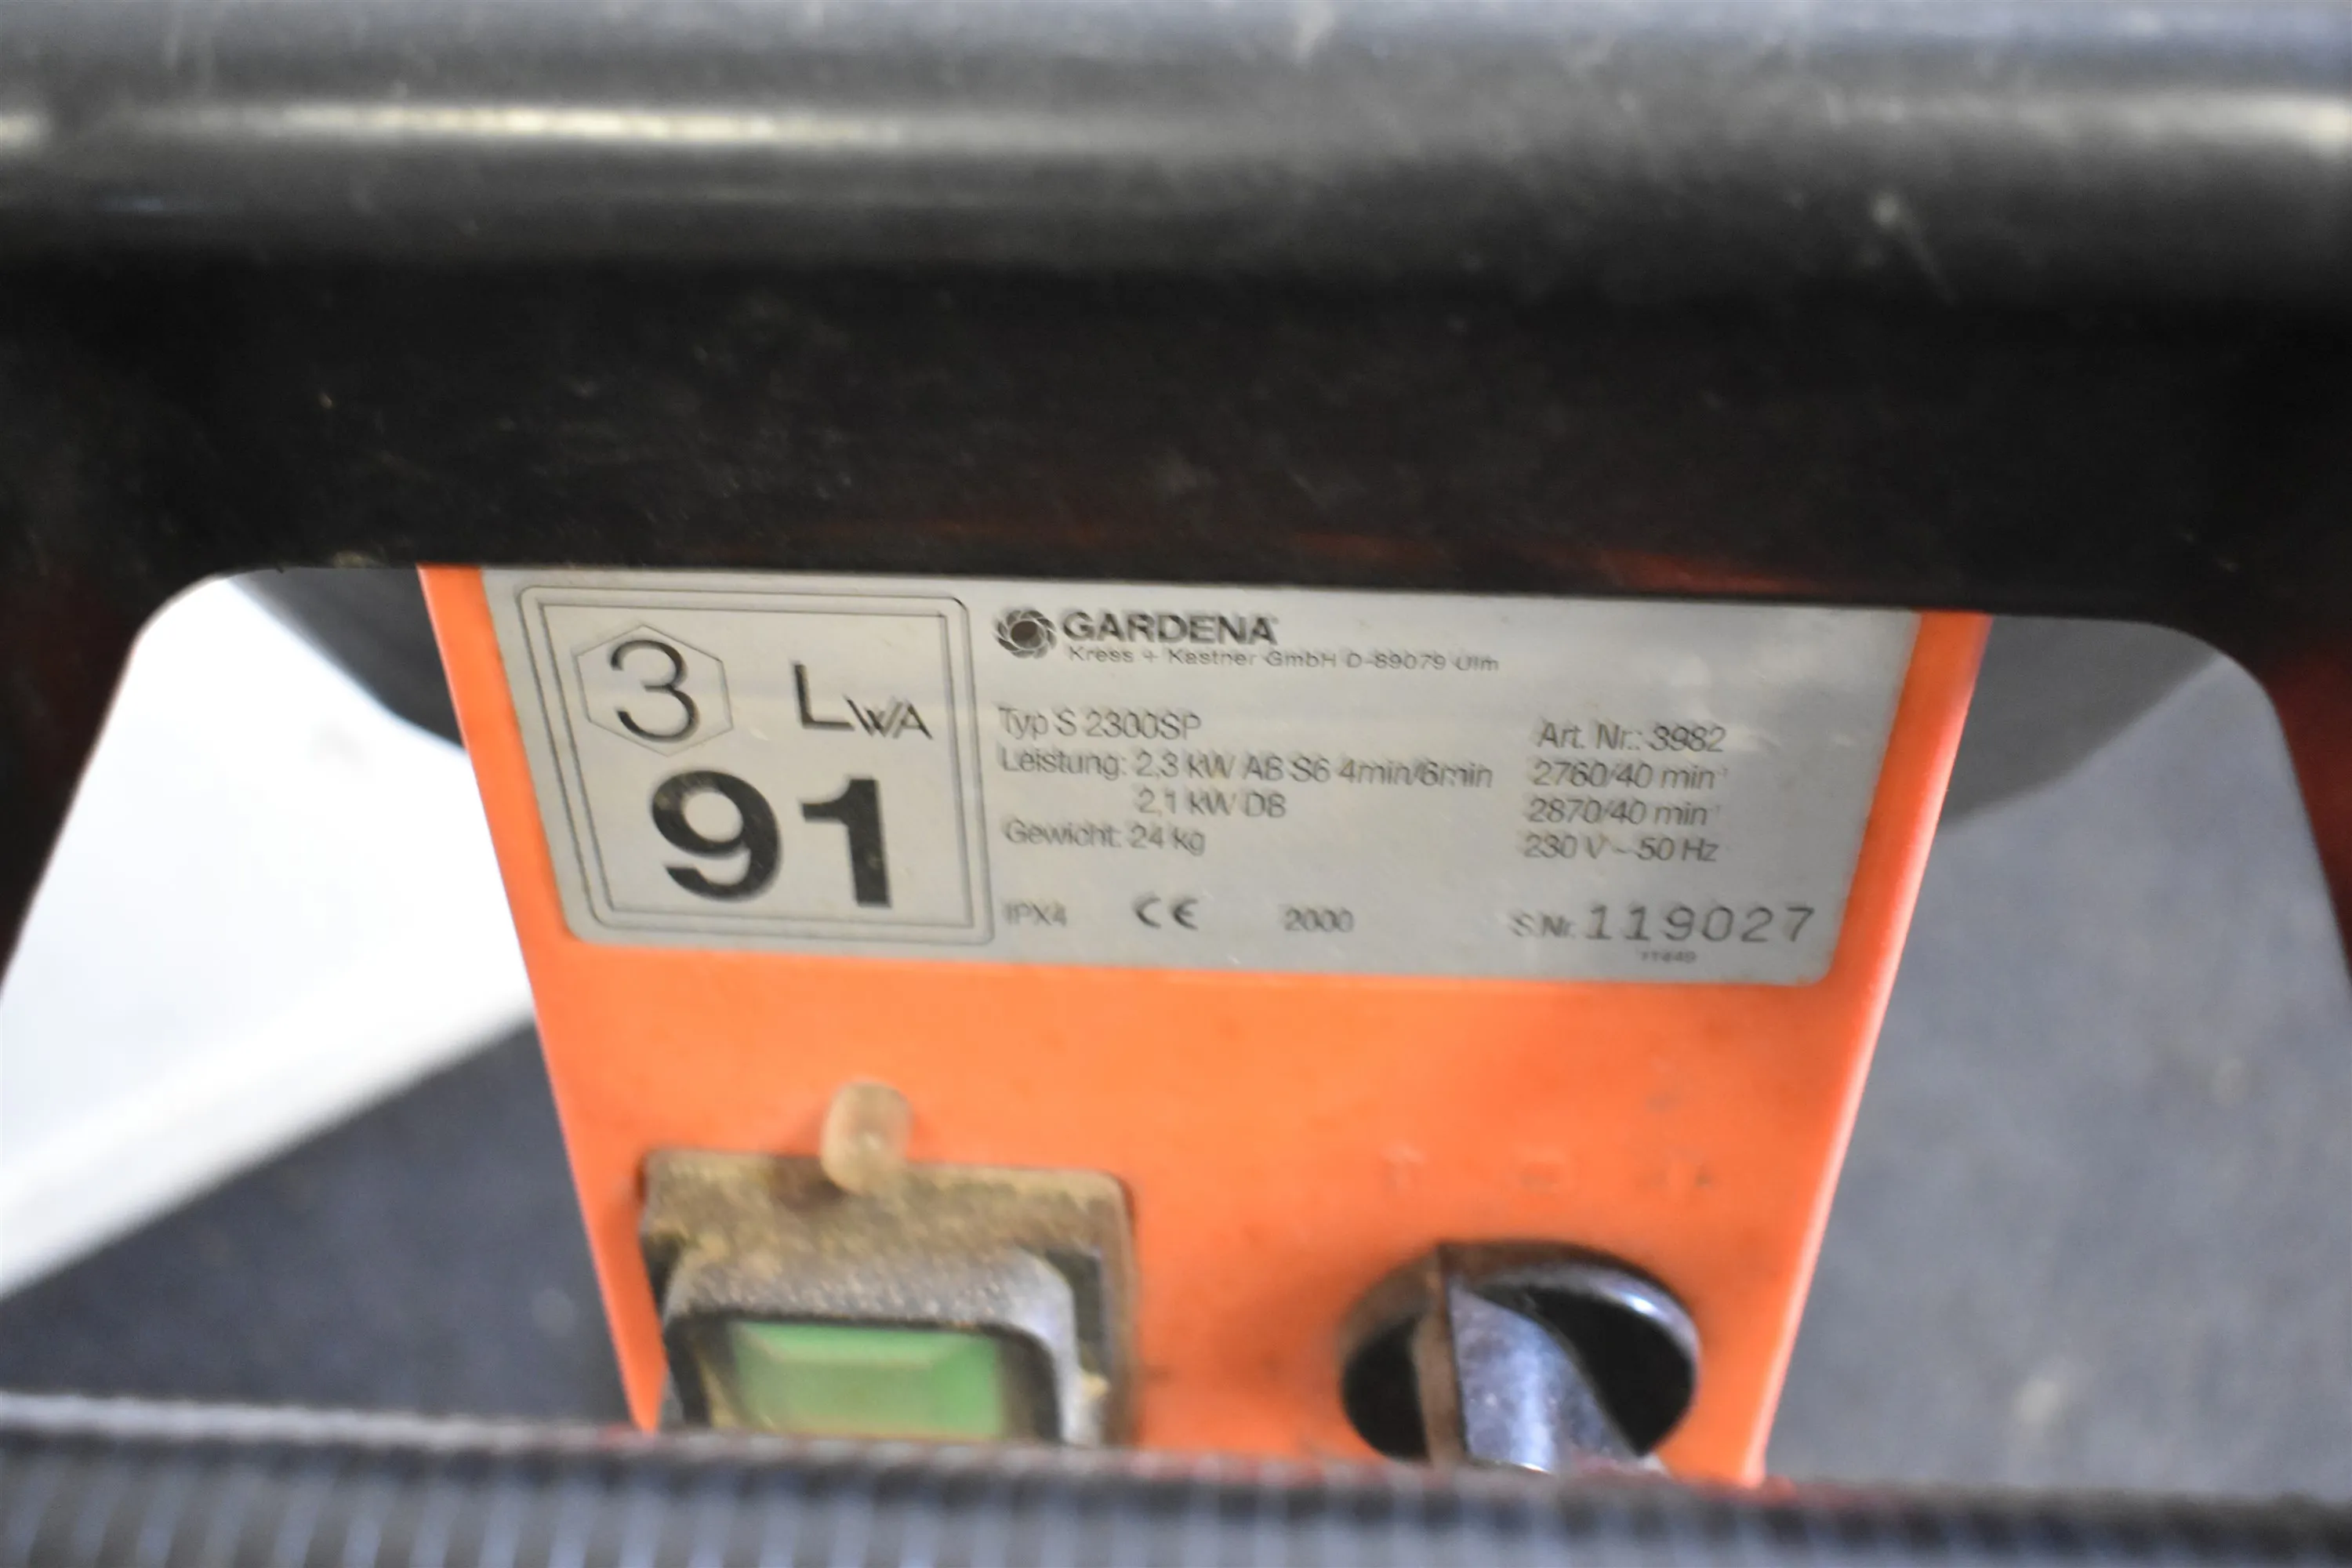 3 LWA
91
GARDENA
Kress + Kastner GmbH D-89079 Ulm
Typ S 2300SP Art. Nr.: 3982
Leistung: 2,3 kW AB S6 4min/6min 2760/40 min-1
2,1 kW DB 2870/40 min-1
Gewicht: 24 kg 230 V ~ 50 Hz
IPX4 CE 2000 S.Nr. 119027